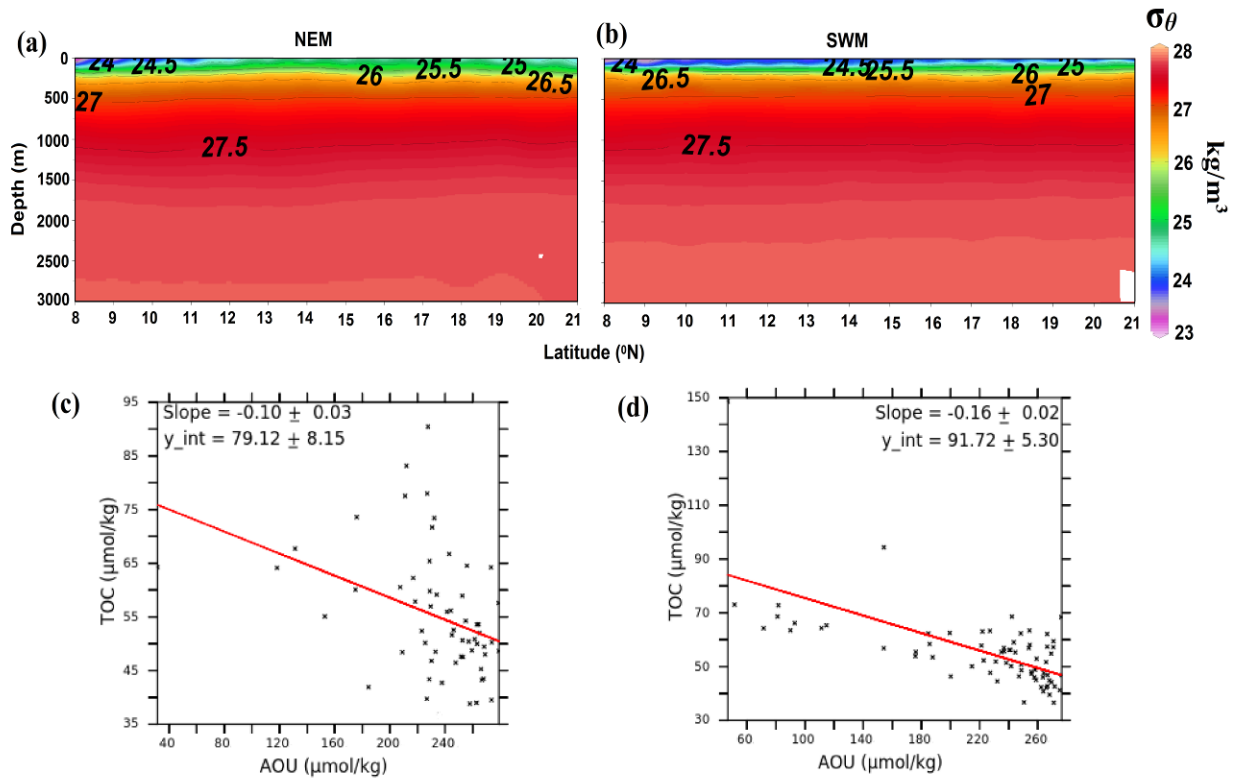 (a)
NEM
(b)
SWM
σθ
24
24.5
25.5
25
26
26.5
27
27.5
24
26.5
14.5
24.5
25.5
26
25
27
27.5
0
500
1000
1500
2000
2500
3000
Depth (m)
8 9 10 11 12 13 14 15 16 17 18 19 20 21
8 9 10 11 12 13 14 15 16 17 18 19 20 21
Latitude (⁰N)
28
27
26
25
24
23
kg/m³
(c)
Slope = -0.10 ± 0.03
y_int = 79.12 ± 8.15
95
85
75
65
55
45
35
TOC (μmol/kg)
40 80 120 160 200 240
AOU (μmol/kg)
(d)
Slope = -0.16 ± 0.02
y_int = 91.72 ± 5.30
150
130
110
90
70
50
30
TOC (μmol/kg)
60 100 140 180 220 260
AOU (μmol/kg)